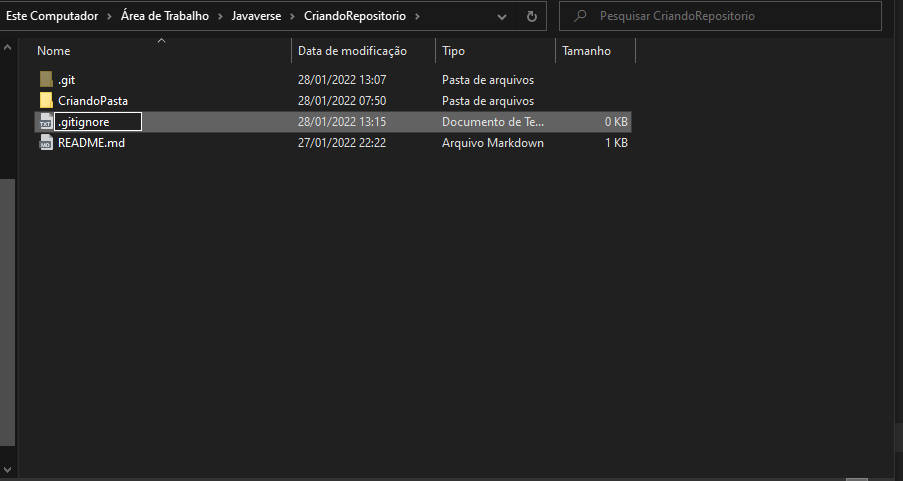 Este Computador > Área de Trabalho > Javaverse > CriandoRepositorio >
Pesquisar CriandoRepositorio
Nome Data de modificação Tipo Tamanho
.git 28/01/2022 13:07 Pasta de arquivos
CriandoPasta 28/01/2022 07:50 Pasta de arquivos
TXT .gitignore 28/01/2022 13:15 Documento de Te... 0 KB
MD README.md 27/01/2022 22:22 Arquivo Markdown 1 KB